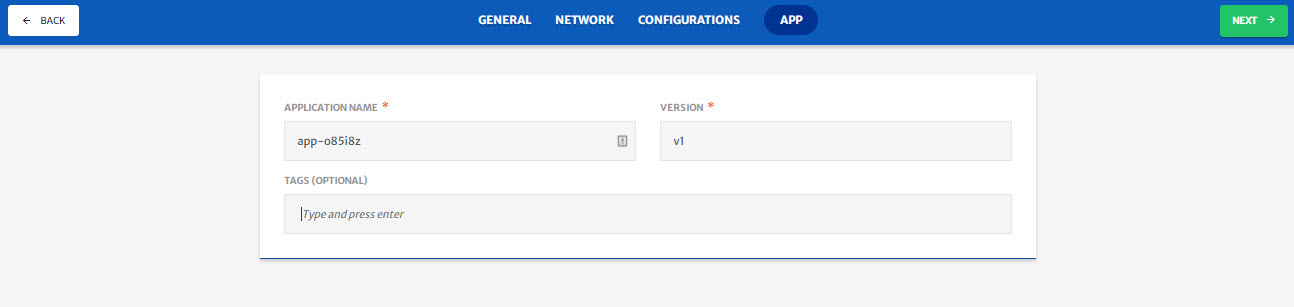 BACK GENERAL NETWORK CONFIGURATIONS APP NEXT
APPLICATION NAME * VERSION *
app-o85i8z v1
TAGS (OPTIONAL)
Type and press enter